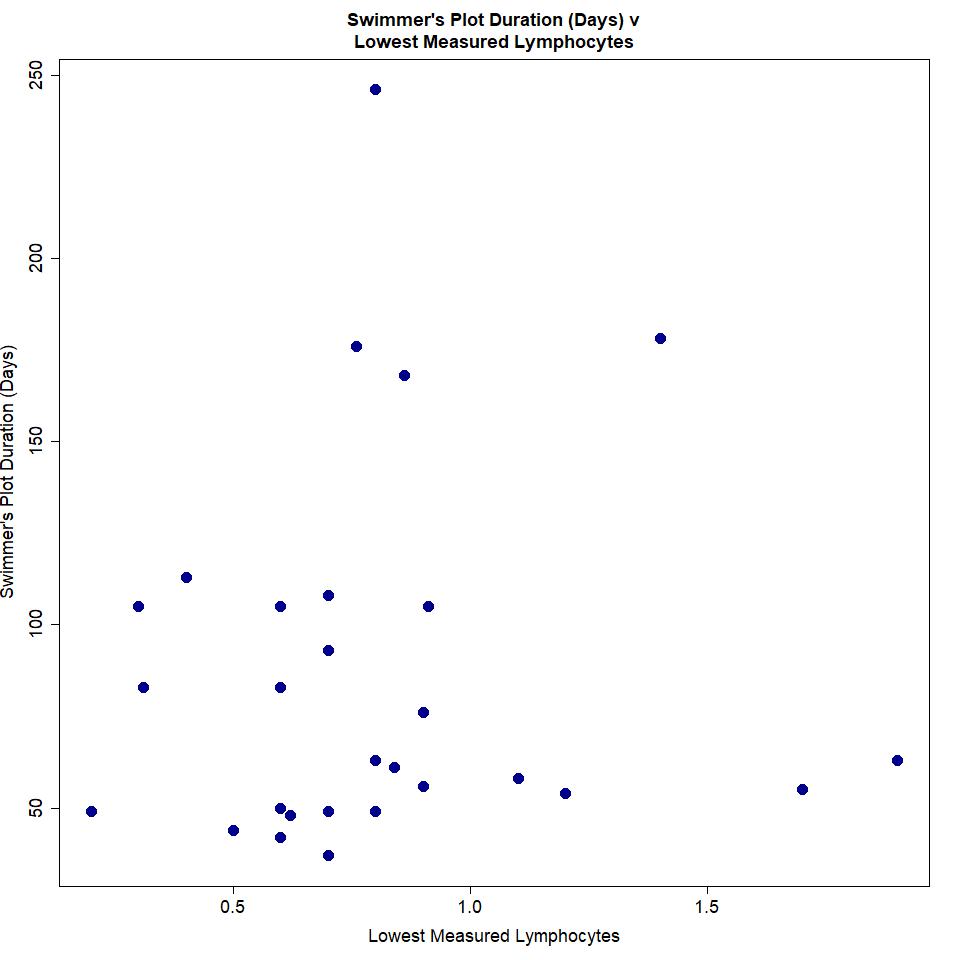 Swimmer's Plot Duration (Days) v
Lowest Measured Lymphocytes
Swimmer's Plot Duration (Days)
250
200
150
100
50
0.5
1.0
1.5
Lowest Measured Lymphocytes